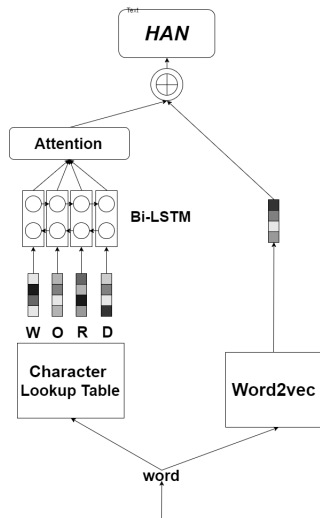 Text
HAN
Attention
Bi-LSTM
W O R D
Character
Lookup Table
Word2vec
word